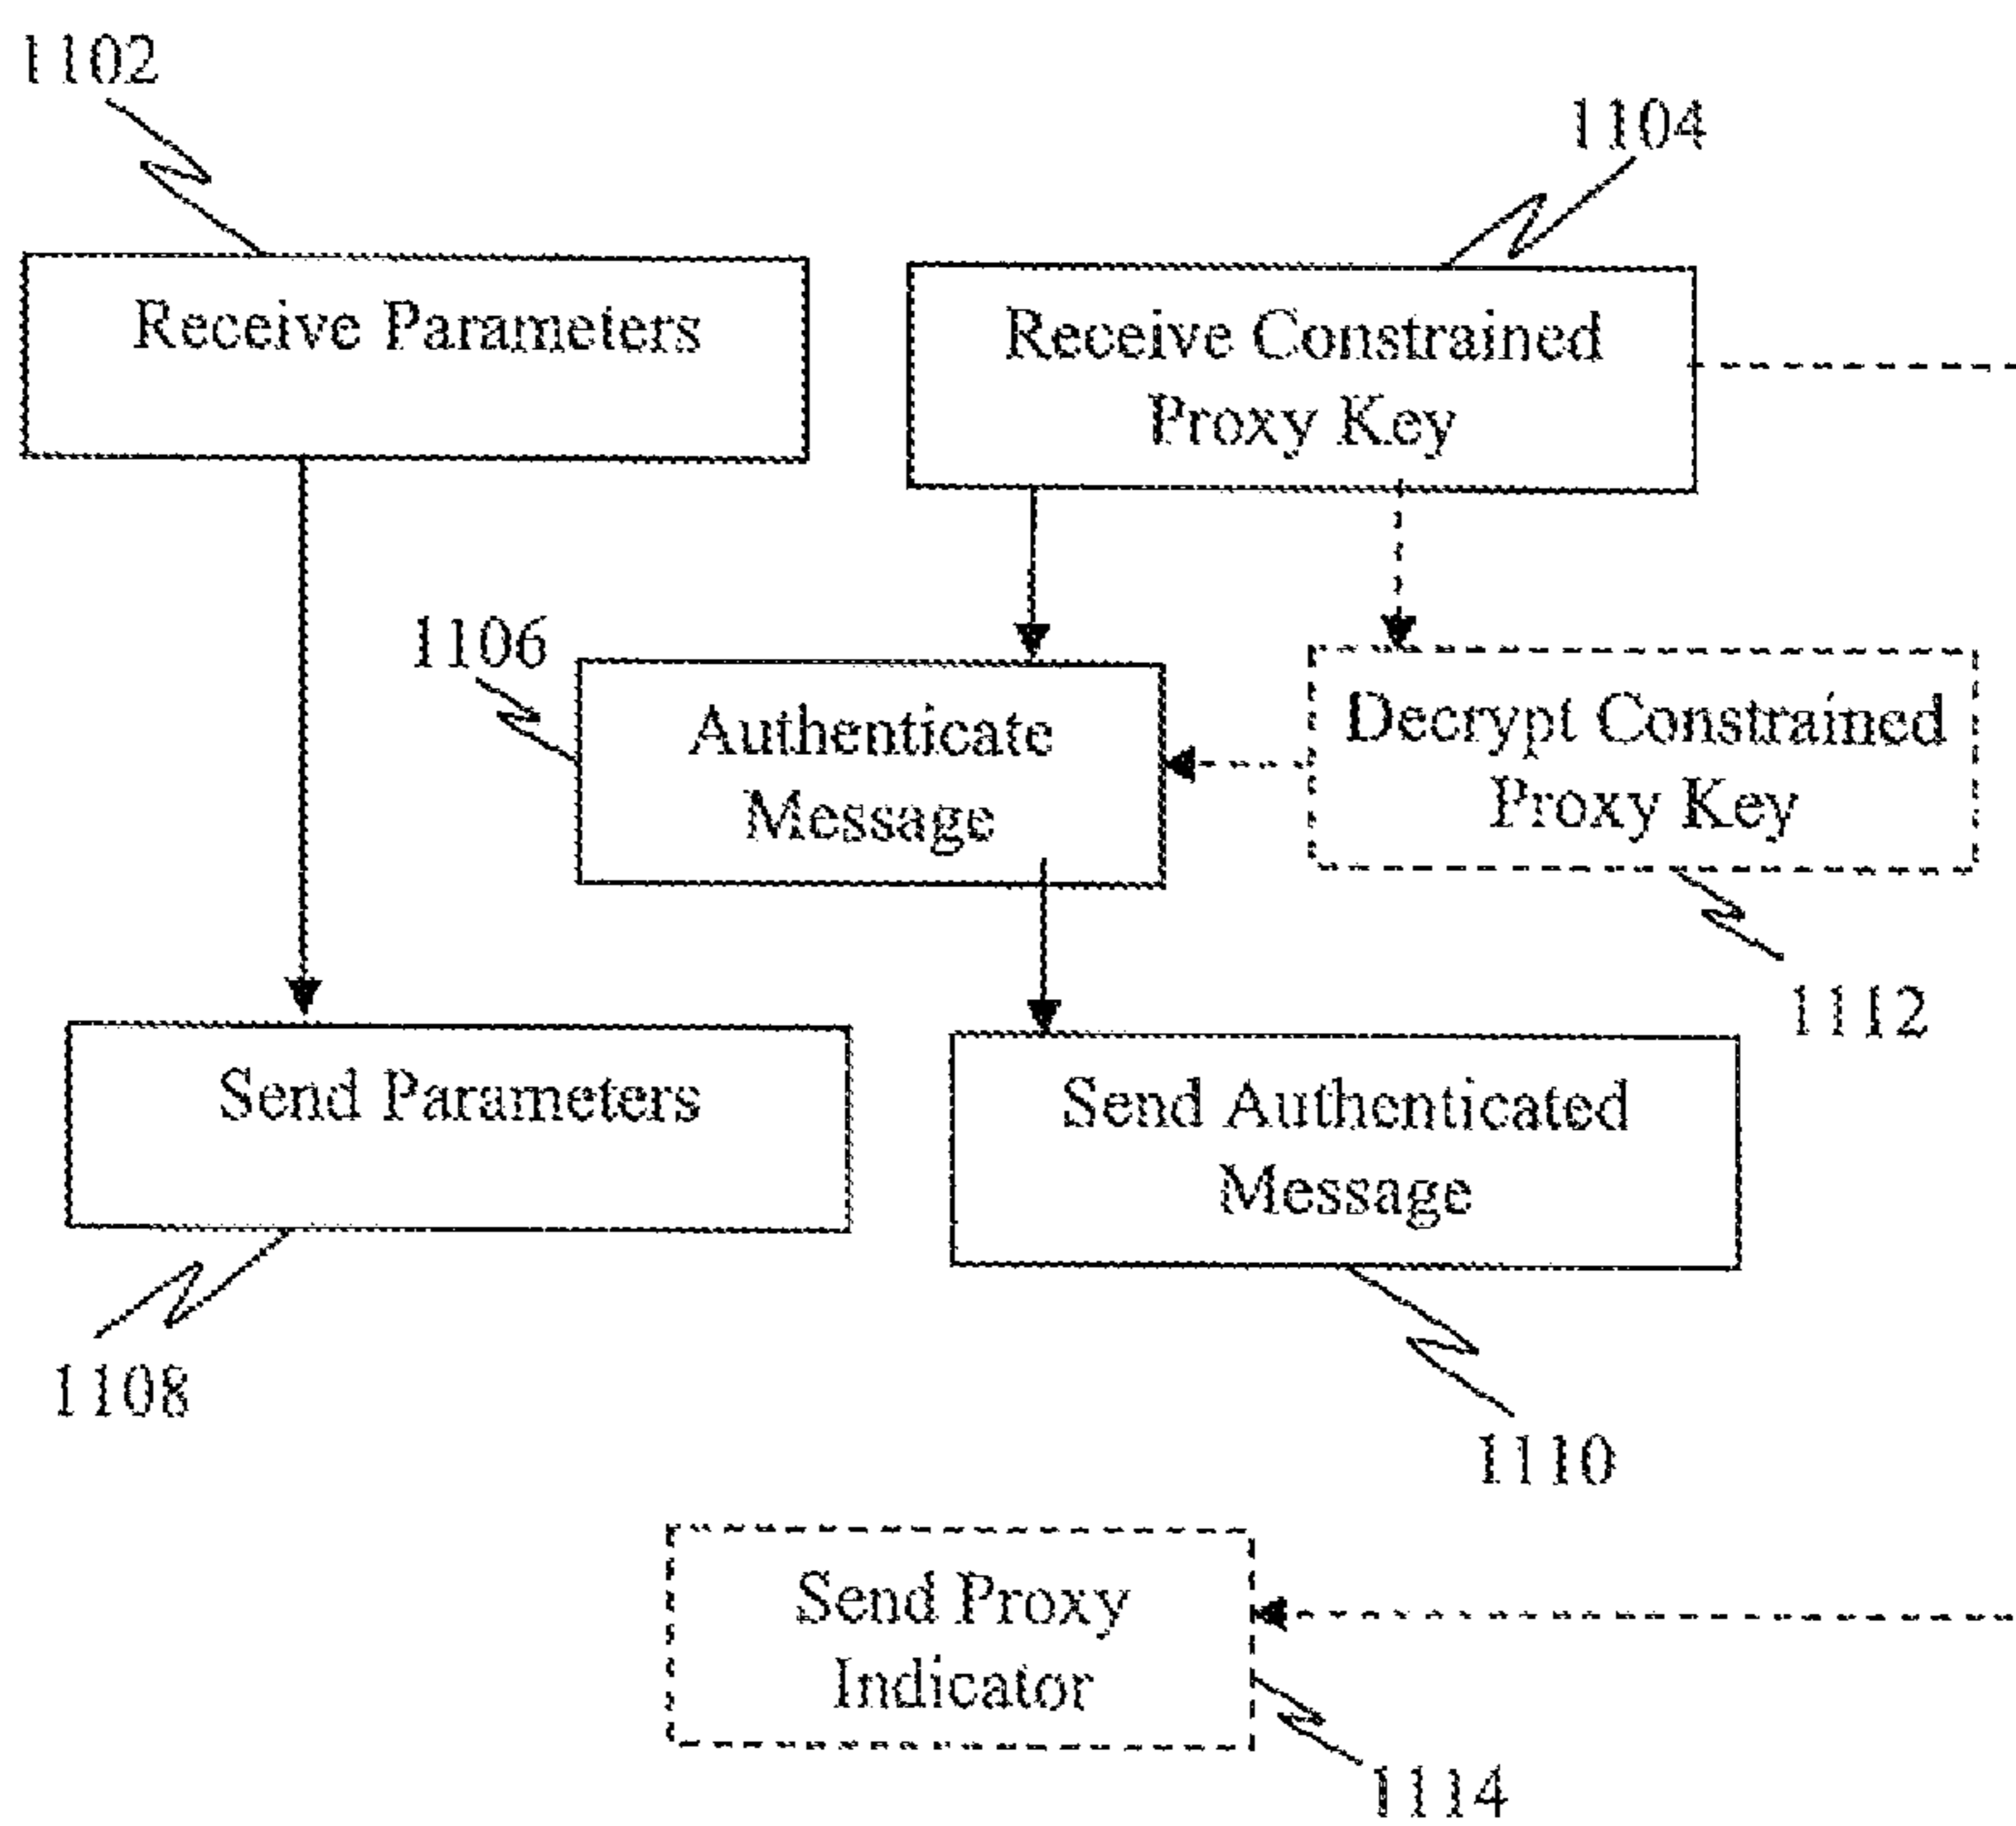 1102
1104
Receive Parameters
Receive Constrained
Proxy Key
1106
Authenticate
Message
Decrypt Constrained
Proxy Key
1112
Send Parameters
Send Authenticated
Message
1108
1110
Send Proxy
Indicator
1114